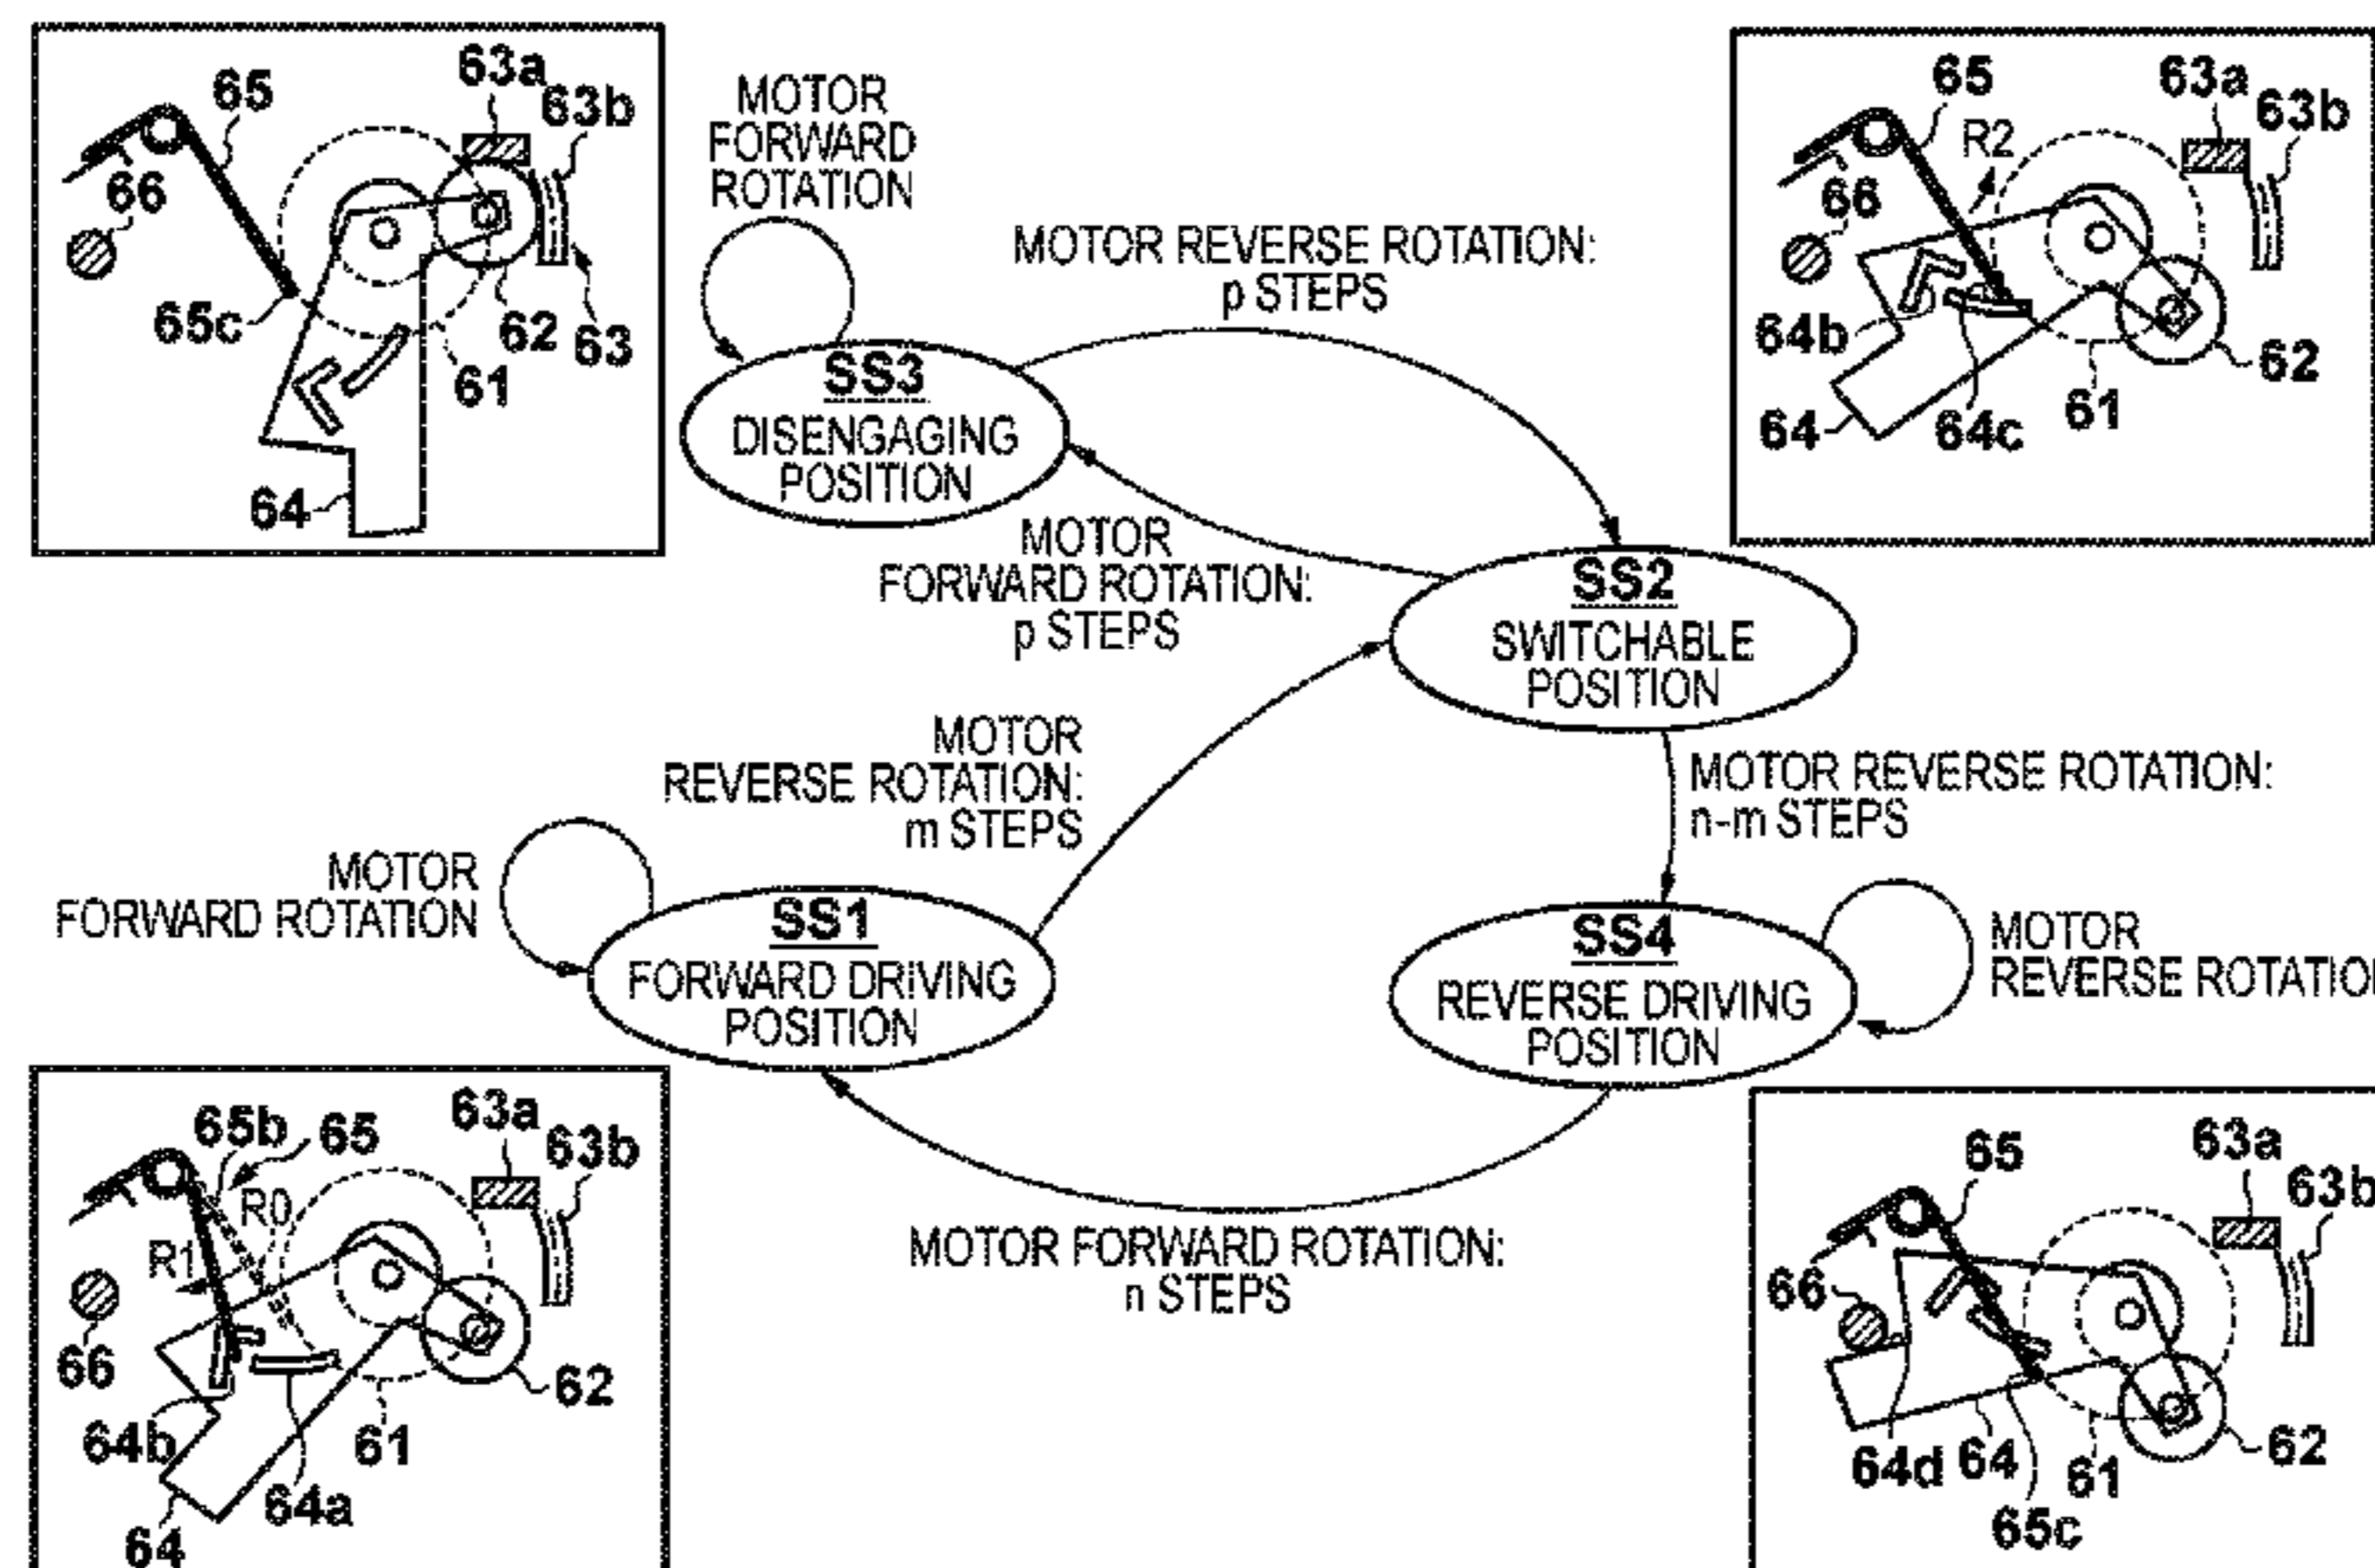 63a
65
63b
66
65c
62
63
61
64
MOTOR
FORWARD
ROTATION
MOTOR REVERSE ROTATION:
p STEPS
65
63a
R2
63b
66
64b
62
64
64c
61
SS3
DISENGAGING
POSITION
MOTOR
FORWARD ROTATION:
p STEPS
SS2
SWITCHABLE
POSITION
MOTOR
REVERSE ROTATION:
m STEPS
MOTOR REVERSE ROTATION:
n-m STEPS
MOTOR
FORWARD ROTATION
SS1
FORWARD DRIVING
POSITION
SS4
REVERSE DRIVING
POSITION
MOTOR
REVERSE ROTATION
MOTOR FORWARD ROTATION:
n STEPS
65b
65
63a
63b
R0
R1
66
62
64b
61
64a
64
65
63a
63b
66
64d
64
61
62
65c